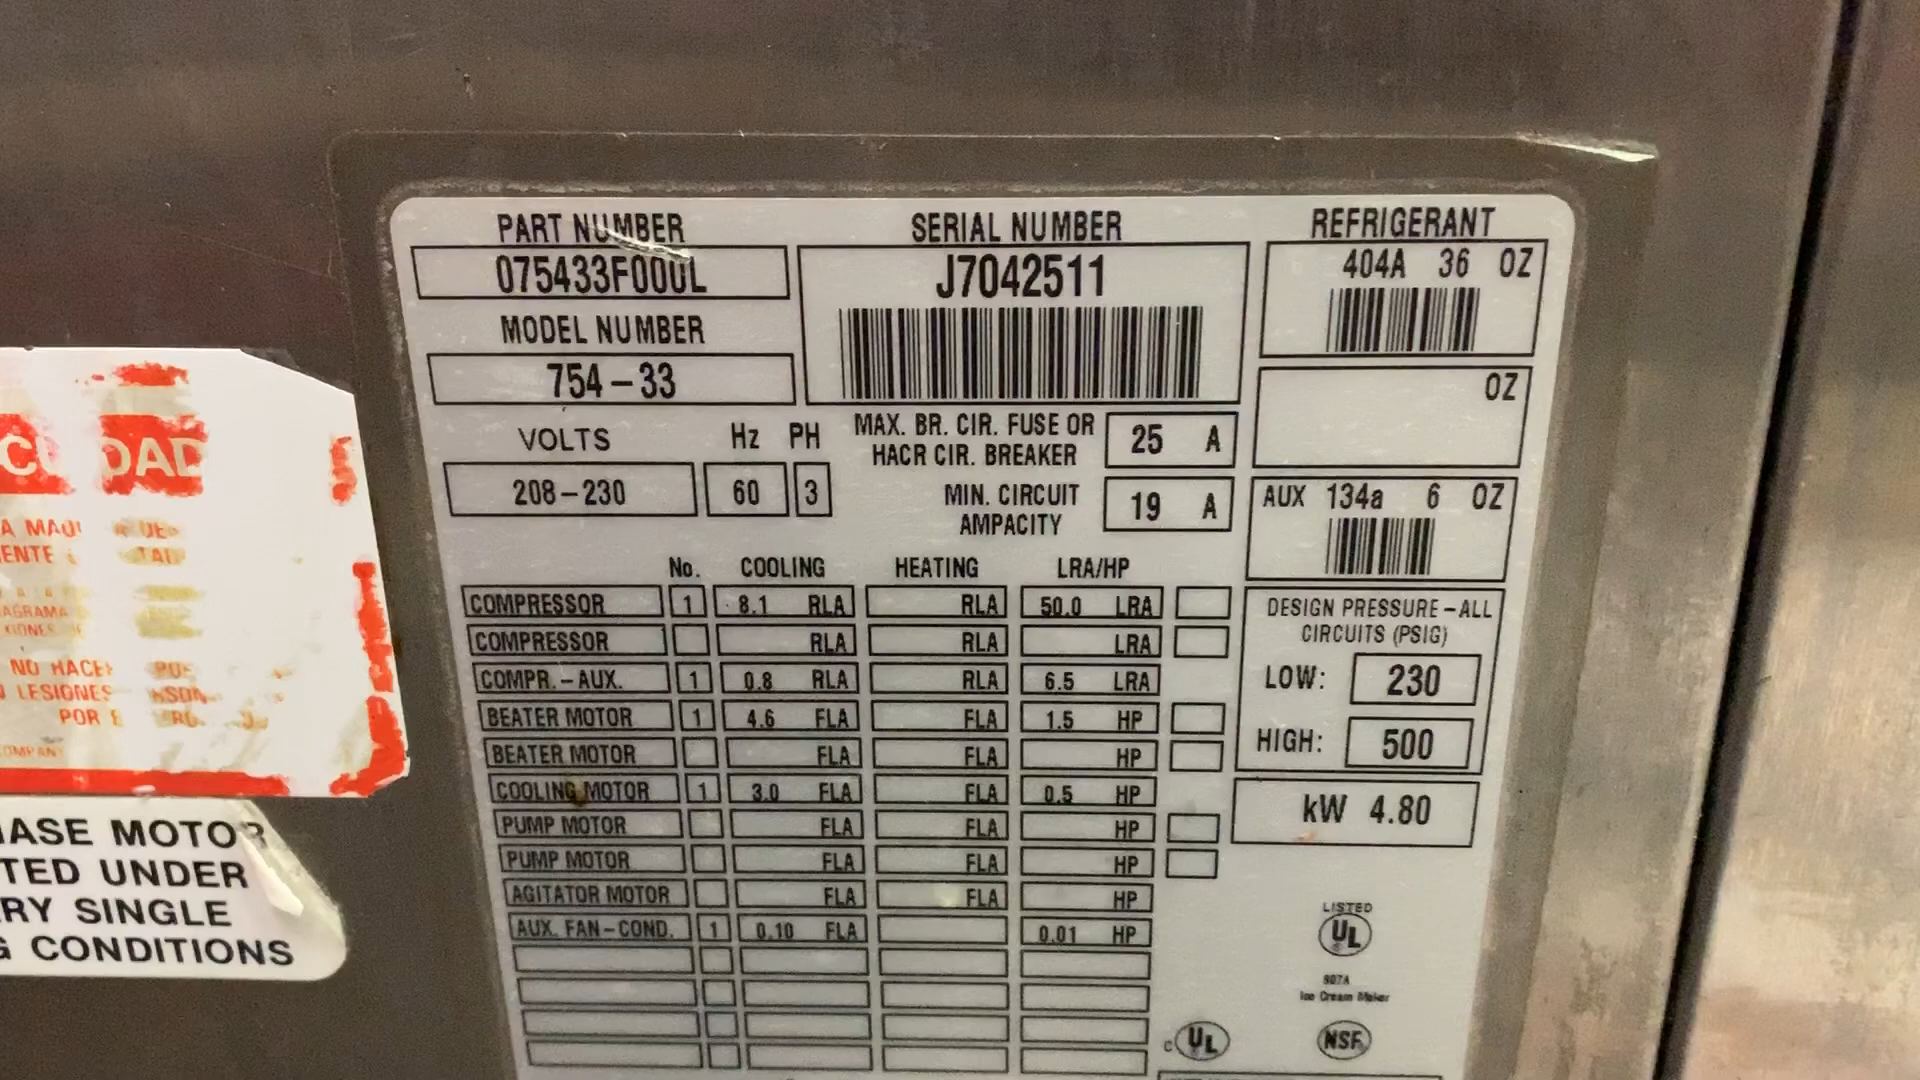 PART NUMBER
075433F000L
MODEL NUMBER
754-33
VOLTS Hz PH
208-230 60 3
SERIAL NUMBER
J7042511
MAX. BR. CIR. FUSE OR
HACR CIR. BREAKER
25 A
MIN. CIRCUIT
AMPACITY
19 A
REFRIGERANT
404A 36 OZ
OZ
AUX 134a 6 OZ
No. COOLING HEATING LRA/HP
COMPRESSOR 1 8.1 RLA RLA 50.0 LRA
COMPRESSOR RLA RLA LRA
COMPR.-AUX. 1 0.8 RLA RLA 6.5 LRA
BEATER MOTOR 1 4.6 FLA FLA 1.5 HP
BEATER MOTOR FLA FLA HP
COOLING MOTOR 1 3.0 FLA FLA 0.5 HP
PUMP MOTOR FLA FLA HP
PUMP MOTOR FLA FLA HP
AGITATOR MOTOR FLA FLA HP
AUX. FAN-COND. 1 0.10 FLA 0.01 HP
DESIGN PRESSURE-ALL
CIRCUITS (PSIG)
LOW: 230
HIGH: 500
kW 4.80
LISTED
UL
807A
Ice Cream Maker
C UL
NSF
NO HACE
LESIGNES
POR
OMPANY
HASE MOTOR
TED UNDER
RY SINGLE
G CONDITIONS